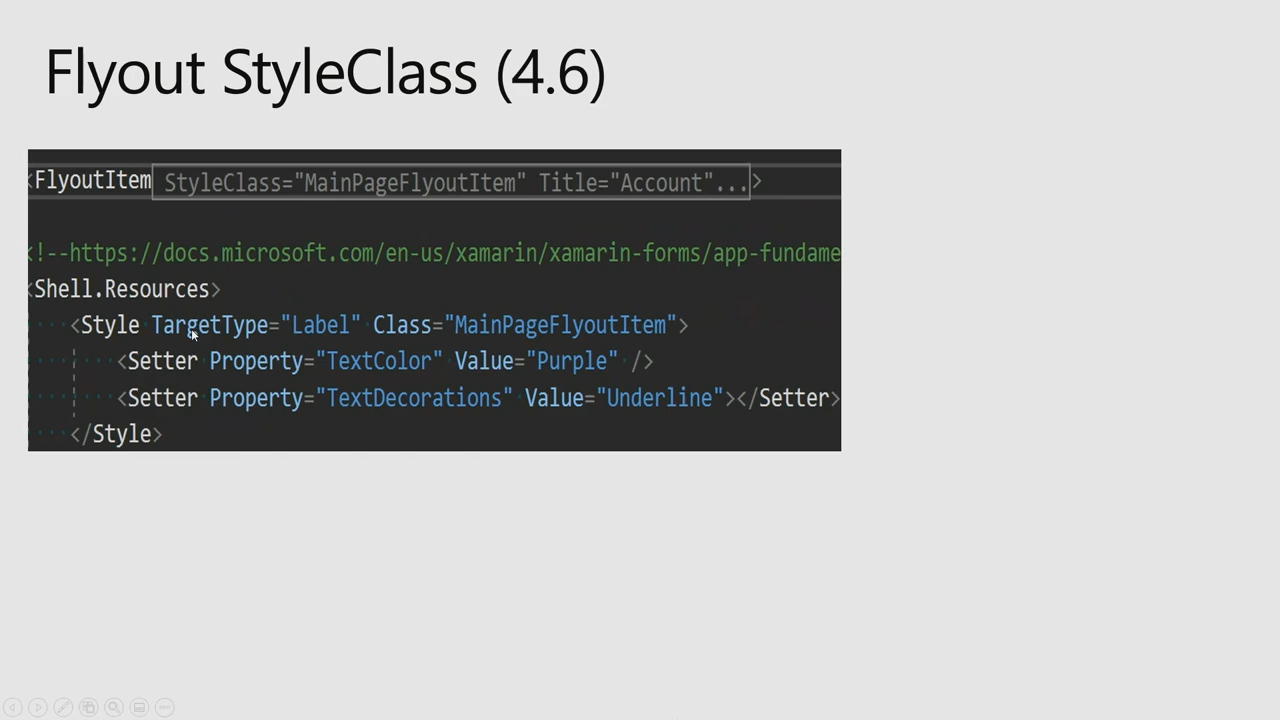 Flyout StyleClass (4.6)
<FlyoutItem StyleClass="MainPageFlyoutItem" Title="Account"...>
<!--https://docs.microsoft.com/en-us/xamarin/xamarin-forms/app-fundame
<Shell.Resources>
<Style TargetType="Label" Class="MainPageFlyoutItem">
<Setter Property="TextColor" Value="Purple" />
<Setter Property="TextDecorations" Value="Underline"></Setter>
</Style>